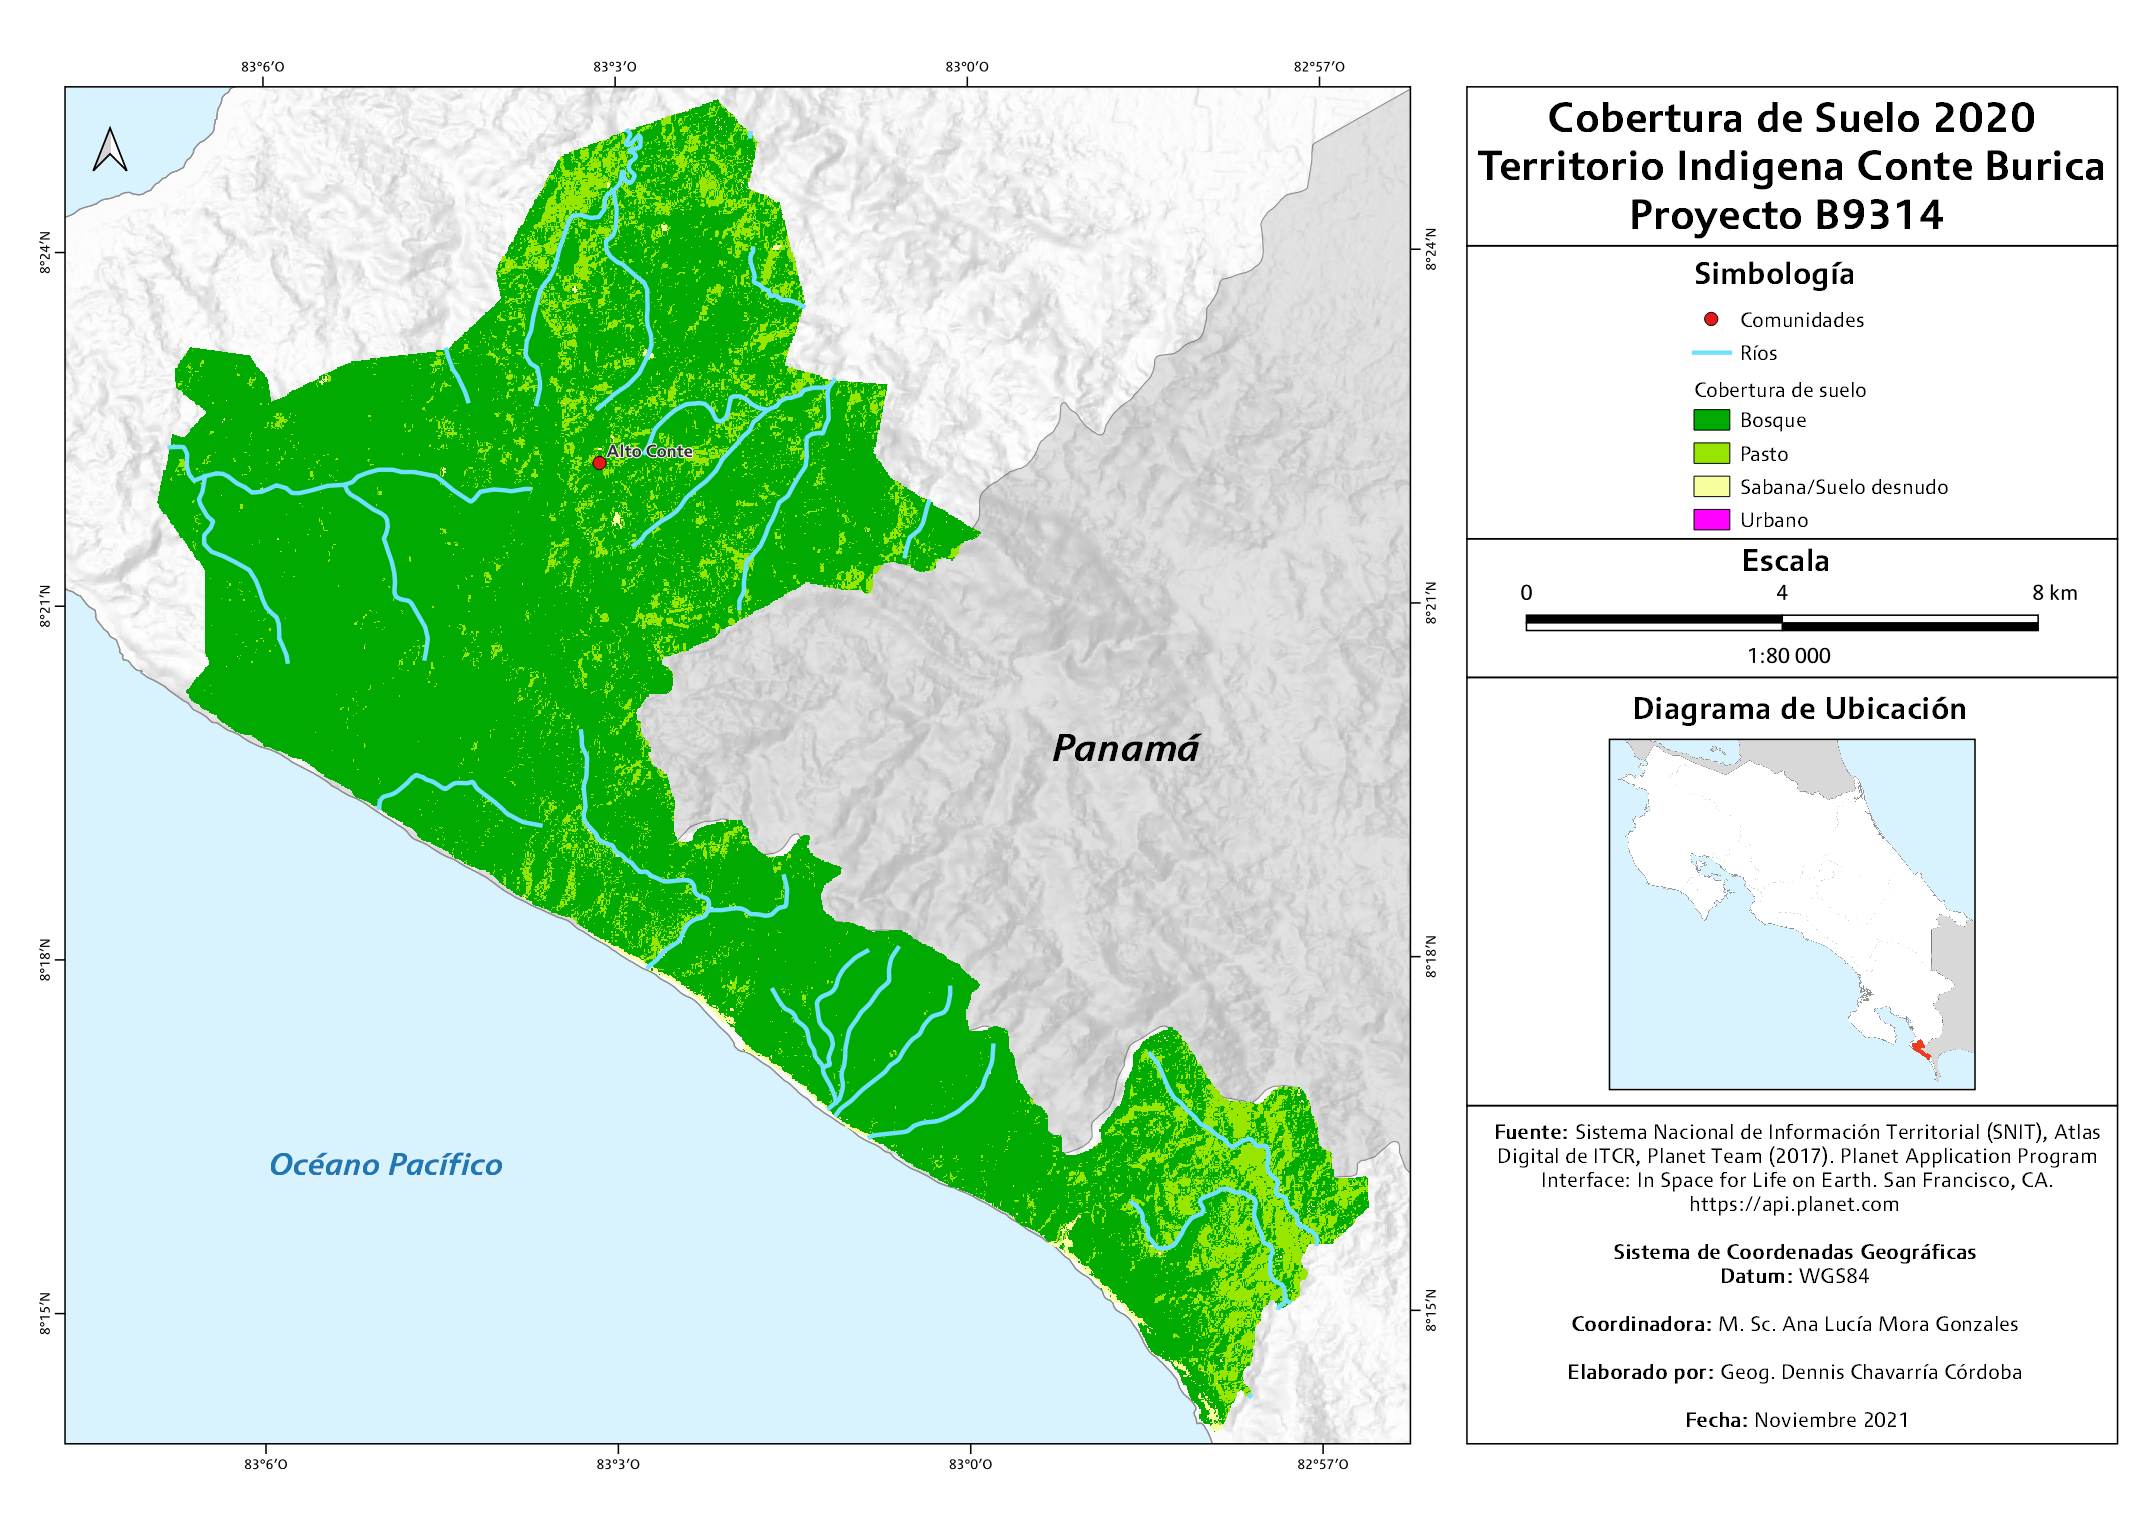 83°6'O
83°3'O
83°0'O
82°57'O
8°24'N
8°24'N
Alto Conte
8°21'N
8°21'N
Panamá
8°18'N
8°18'N
Océano Pacífico
8°15'N
8°15'N
83°6'O
83°3'O
83°0'O
82°57'O
Cobertura de Suelo 2020
Territorio Indigena Conte Burica
Proyecto B9314
Simbología
Comunidades
Ríos
Cobertura de suelo
Bosque
Pasto
Sabana/Suelo desnudo
Urbano
Escala
0 4 8 km
1:80 000
Diagrama de Ubicación
Fuente: Sistema Nacional de Información Territorial (SNIT), Atlas
Digital de ITCR, Planet Team (2017). Planet Application Program
Interface: In Space for Life on Earth. San Francisco, CA.
https://api.planet.com
Sistema de Coordenadas Geográficas
Datum: WGS84
Coordinadora: M. Sc. Ana Lucía Mora Gonzales
Elaborado por: Geog. Dennis Chavarría Córdoba
Fecha: Noviembre 2021